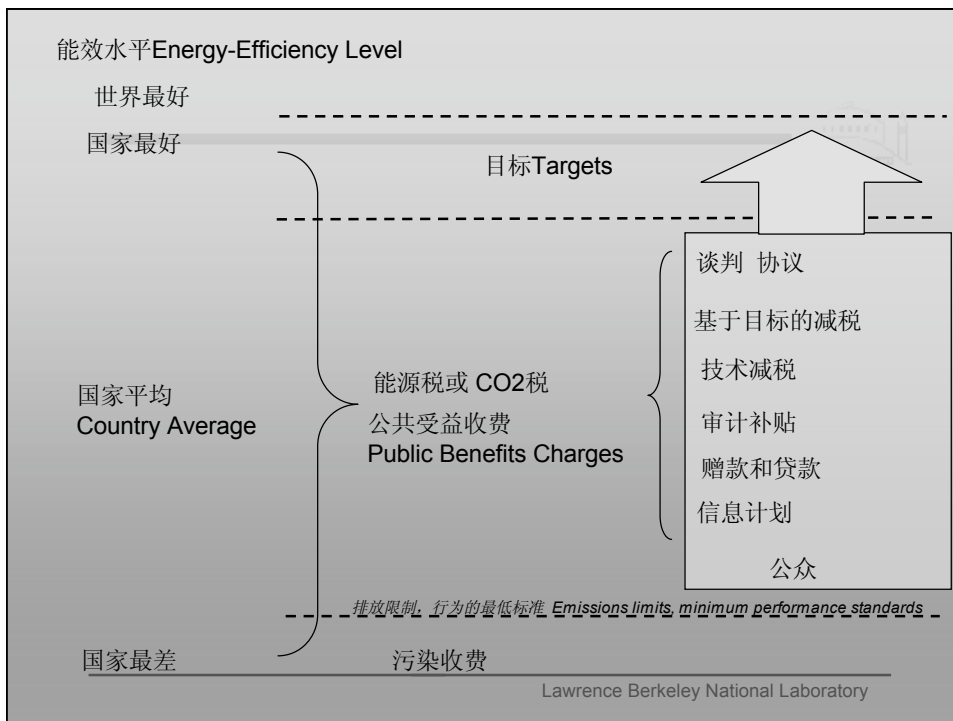 能效水平Energy-Efficiency Level
世界最好
国家最好
目标Targets
谈判 协议
基于目标的减税
技术减税
国家平均
Country Average
能源税或 CO2税
公共受益收费
Public Benefits Charges
审计补贴
赠款和贷款
信息计划
公众
排放限制，行为的最低标准 Emissions limits, minimum performance standards
国家最差
污染收费
Lawrence Berkeley National Laboratory